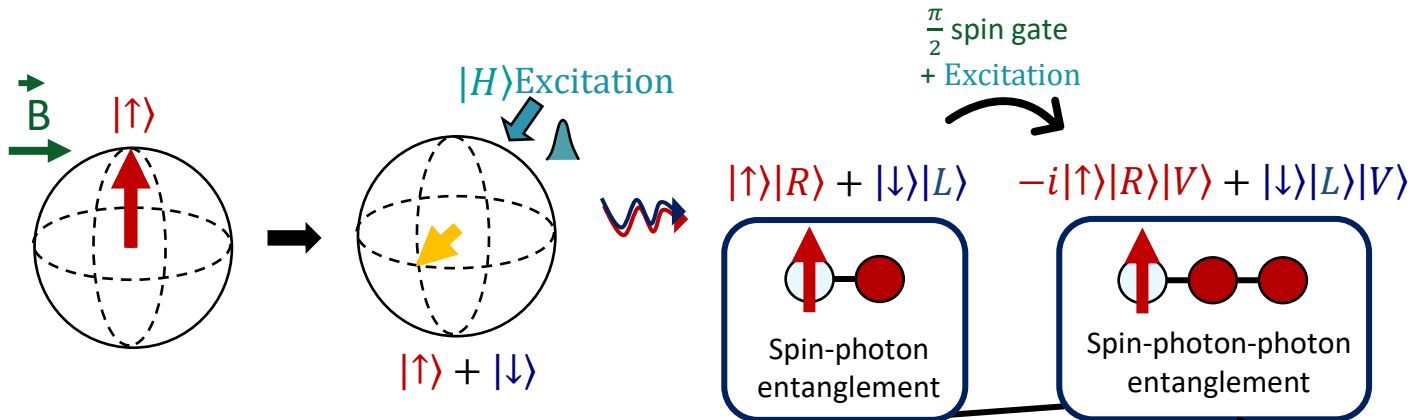 π/2 spin gate
+ Excitation
|H⟩Excitation
B⃗
|↑⟩
|↑⟩|R⟩ + |↓⟩|L⟩
−i|↑⟩|R⟩|V⟩ + |↓⟩|L⟩|V⟩
Spin-photon
entanglement
Spin-photon-photon
entanglement
|↑⟩ + |↓⟩